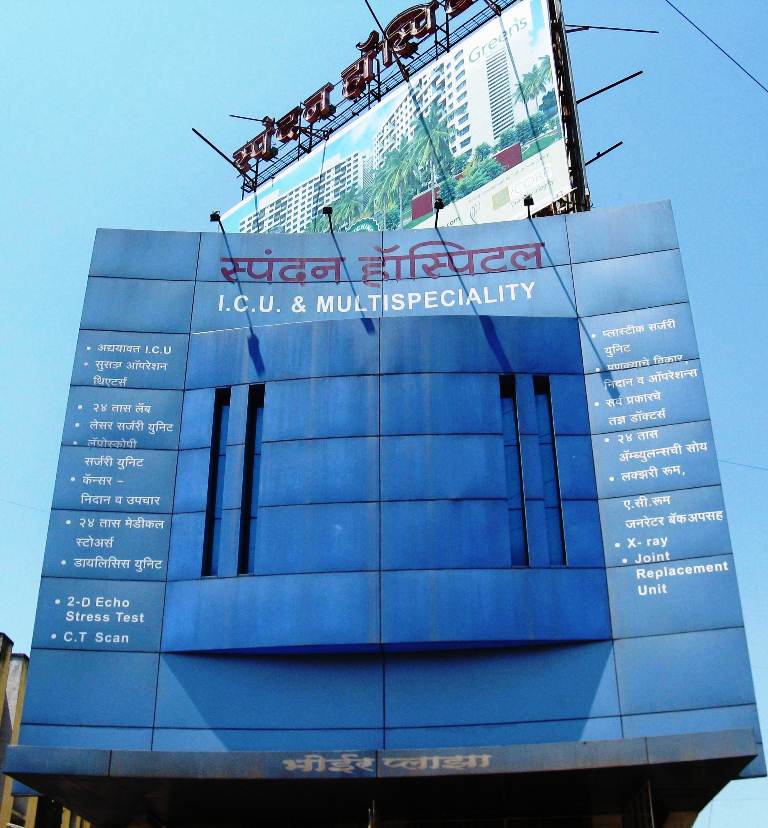 स्पंदन हॉस्पिट
Greens
स्पंदन हॉस्पिटल
I.C.U. & MULTISPECIALITY
• अद्ययावत I.C.U
• सुसज्ज ऑपरेशन
थिएटर्स
• २४ तास लॅब
• लेसर सर्जरी युनिट
• लॅपोस्कोपी
सर्जरी युनिट
• कॅन्सर –
निदान व उपचार
• २४ तास मेडीकल
स्टोअर्स
• डायलिसिस युनिट
• 2-D Echo
Stress Test
• C.T Scan
• प्लास्टीक सर्जरी
युनिट
• मणक्याचे विकार
निदान व ऑपरेशन्स
• सर्व प्रकारचे
तज्ञ डॉक्टर्स
• २४ तास
ॲम्ब्युलन्सची सोय
• लक्झरी रूम,
ए.सी.रूम
जनरेटर बॅकअपसह
• X- ray
• Joint
Replacement
Unit
भोईर प्लाझा